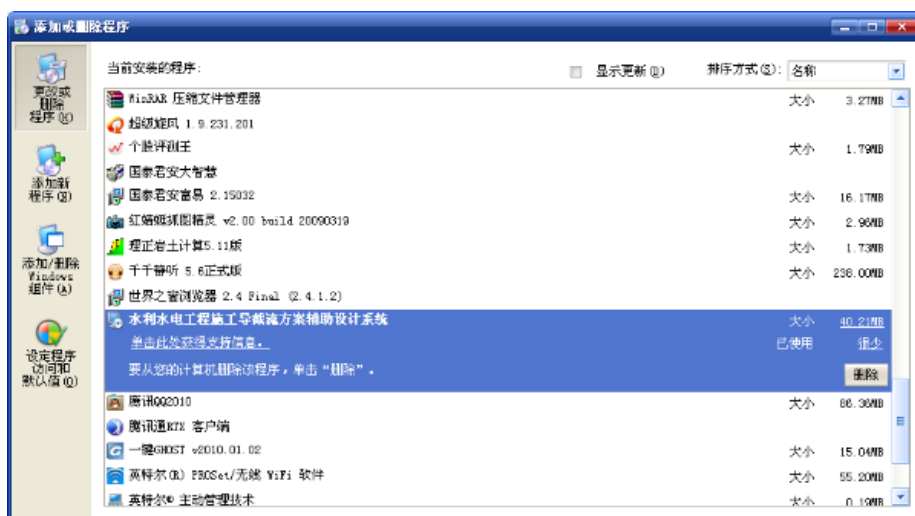 添加或删除程序
更改或
删除
程序(H)
添加新
程序(N)
添加/删除
Windows
组件(A)
设定程序
访问和
默认值(O)
当前安装的程序:
显示更新(D)
排序方式(S): 名称
WinRAR 压缩文件管理器 大小 3.27MB
超级旋风 1.9.231.201
个股评测王 大小 1.79MB
国泰君安大智慧
国泰君安富易 2.15032 大小 16.17MB
红蜻蜓抓图精灵 v2.00 build 20090319 大小 2.96MB
理正岩土计算5.11版 大小 1.73MB
千千静听 5.6正式版 大小 238.00MB
世界之窗浏览器 2.4 Final (2.4.1.2)
水利水电工程施工导截流方案辅助设计系统 大小 40.21MB
单击此处获得支持信息。 已使用 很少
要从您的计算机删除该程序,单击“删除”。 删除
腾讯QQ2010 大小 86.36MB
腾讯通RTX 客户端
一键GHOST v2010.01.02 大小 15.04MB
英特尔(R) PROSet/无线 WiFi 软件 大小 55.20MB
英特尔® 主动管理技术 大小 0.19MB